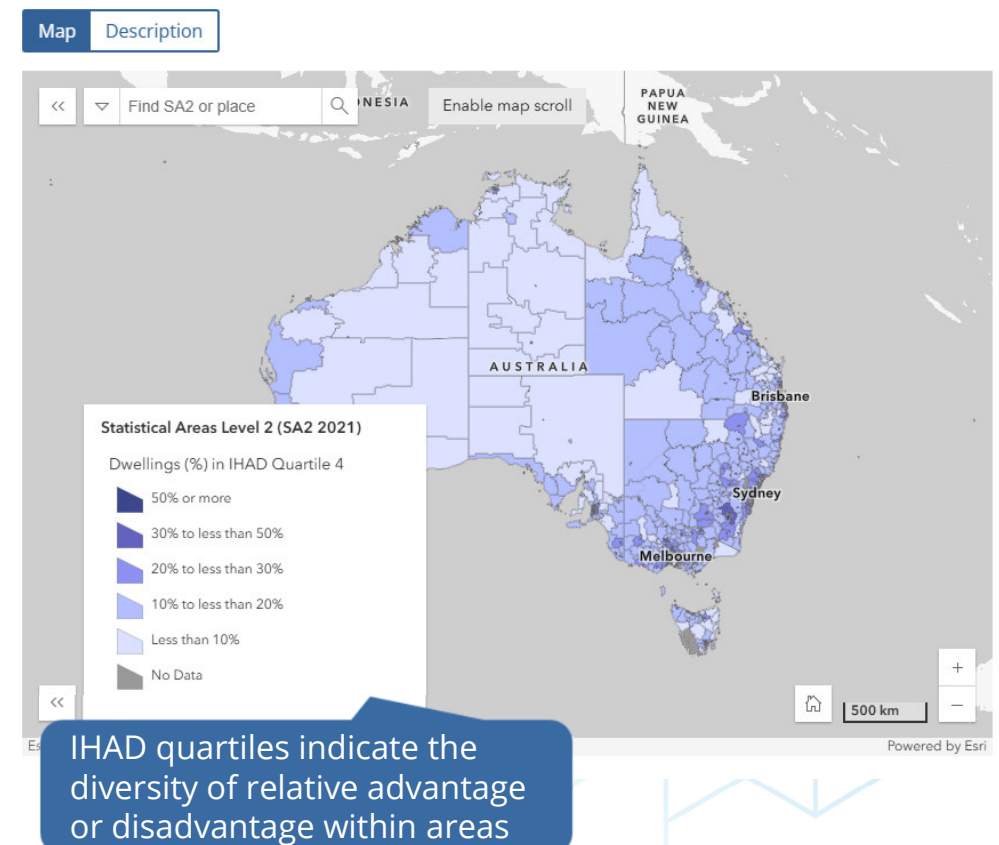 Map
Description
Find SA2 or place
NESIA
Enable map scroll
PAPUA
NEW
GUINEA
AUSTRALIA
Brisbane
Sydney
Melbourne
Statistical Areas Level 2 (SA2 2021)
Dwellings (%) in IHAD Quartile 4
50% or more
30% to less than 50%
20% to less than 30%
10% to less than 20%
Less than 10%
No Data
500 km
Es
Powered by Esri
IHAD quartiles indicate the
diversity of relative advantage
or disadvantage within areas